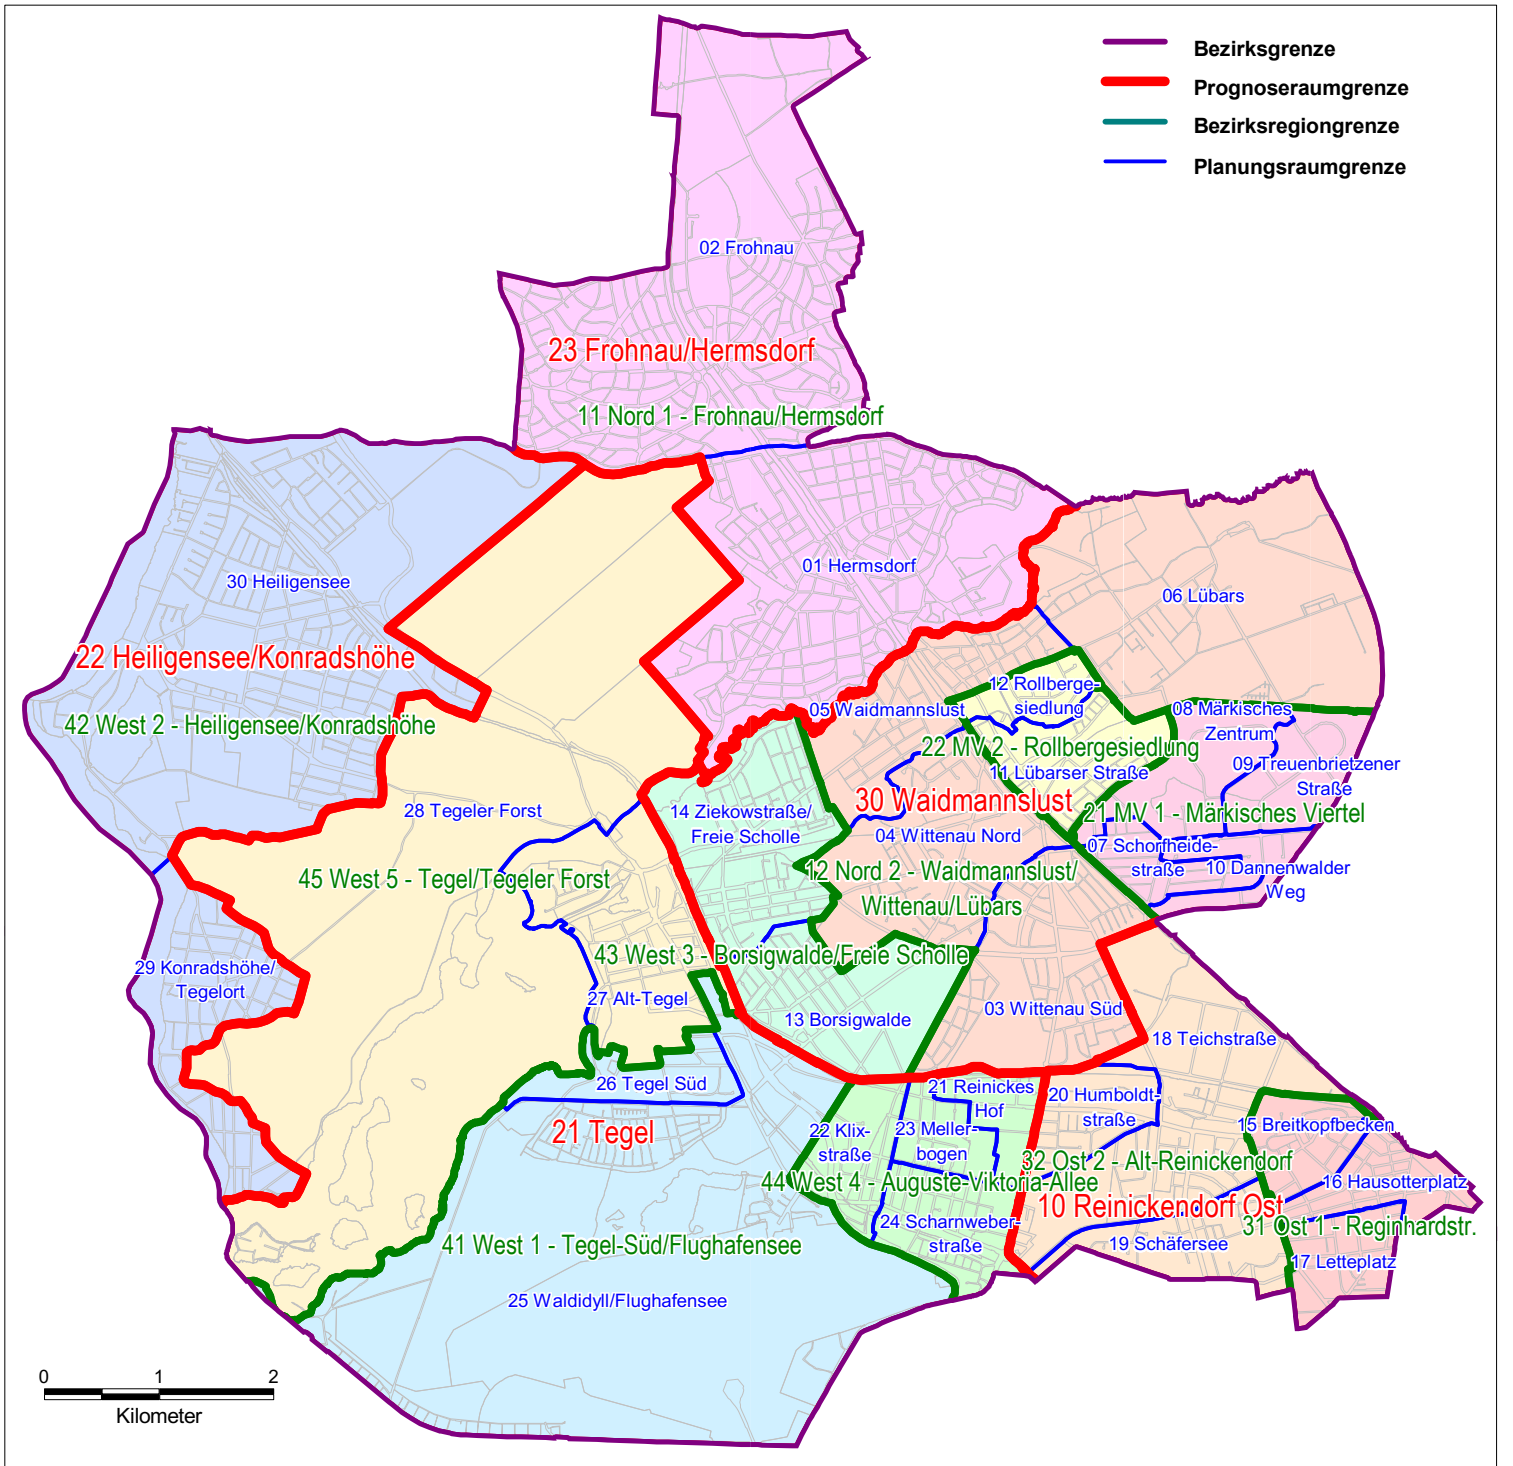 Bezirksgrenze
Prognoseraumgrenze
Bezirksregiongrenze
Planungsraumgrenze
02 Frohnau
23 Frohnau/Hermsdorf
11 Nord 1 - Frohnau/Hermsdorf
01 Hermsdorf
30 Heiligensee
06 Lübars
22 Heiligensee/Konradshöhe
42 West 2 - Heiligensee/Konradshöhe
12 Rollberge-
siedlung
05 Waidmannslust
08 Märkisches
Zentrum
22 MV 2 - Rollbergesiedlung
11 Lübarser Straße
09 Treuenbrietzener
Straße
30 Waidmannslust
28 Tegeler Forst
14 Ziekowstraße/
Freie Scholle
21 MV 1 - Märkisches Viertel
04 Wittenau Nord
07 Schorfheide-
straße
10 Dannenwalder
Weg
45 West 5 - Tegel/Tegeler Forst
12 Nord 2 - Waidmannslust/
Wittenau/Lübars
43 West 3 - Borsigwalde/Freie Scholle
29 Konradshöhe/
Tegelort
27 Alt-Tegel
13 Borsigwalde
03 Wittenau Süd
18 Teichstraße
26 Tegel Süd
21 Reinickes
Hof
20 Humboldt-
straße
21 Tegel
22 Klix-
straße
23 Meller-
bogen
15 Breitkopfbecken
32 Ost 2 - Alt-Reinickendorf
44 West 4 - Auguste-Viktoria-Allee
16 Hausotterplatz
10 Reinickendorf Ost
24 Scharnweber-
straße
31 Ost 1 - Reginhardstr.
19 Schäfersee
41 West 1 - Tegel-Süd/Flughafensee
17 Letteplatz
25 Waldidyll/Flughafensee
0 1 2
Kilometer